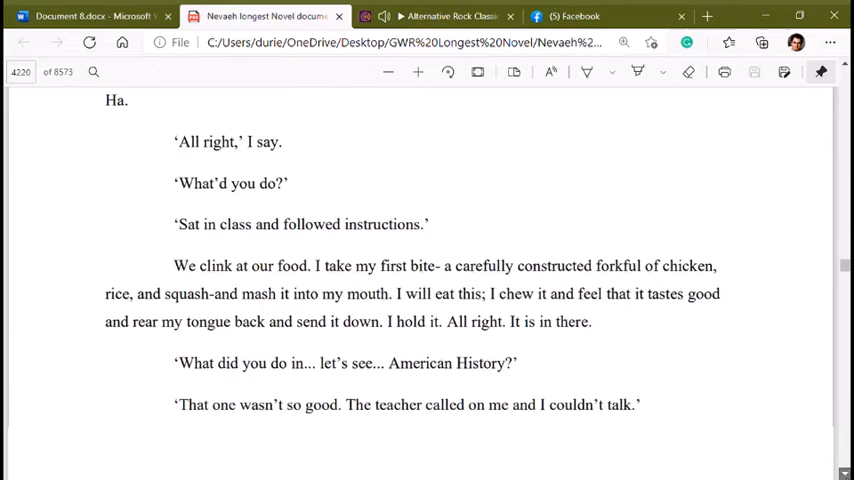 Document 8.docx - Microsoft W
Nevaeh longest Novel docume
Alternative Rock Classic
(5) Facebook
File
C:/Users/durie/OneDrive/Desktop/GWR%20Longest%20Novel/Nevaeh%2...
4220 of 8573
Ha.
‘All right,’ I say.
‘What’d you do?’
‘Sat in class and followed instructions.’
We clink at our food. I take my first bite- a carefully constructed forkful of chicken,
rice, and squash-and mash it into my mouth. I will eat this; I chew it and feel that it tastes good
and rear my tongue back and send it down. I hold it. All right. It is in there.
‘What did you do in... let’s see... American History?’
‘That one wasn’t so good. The teacher called on me and I couldn’t talk.’